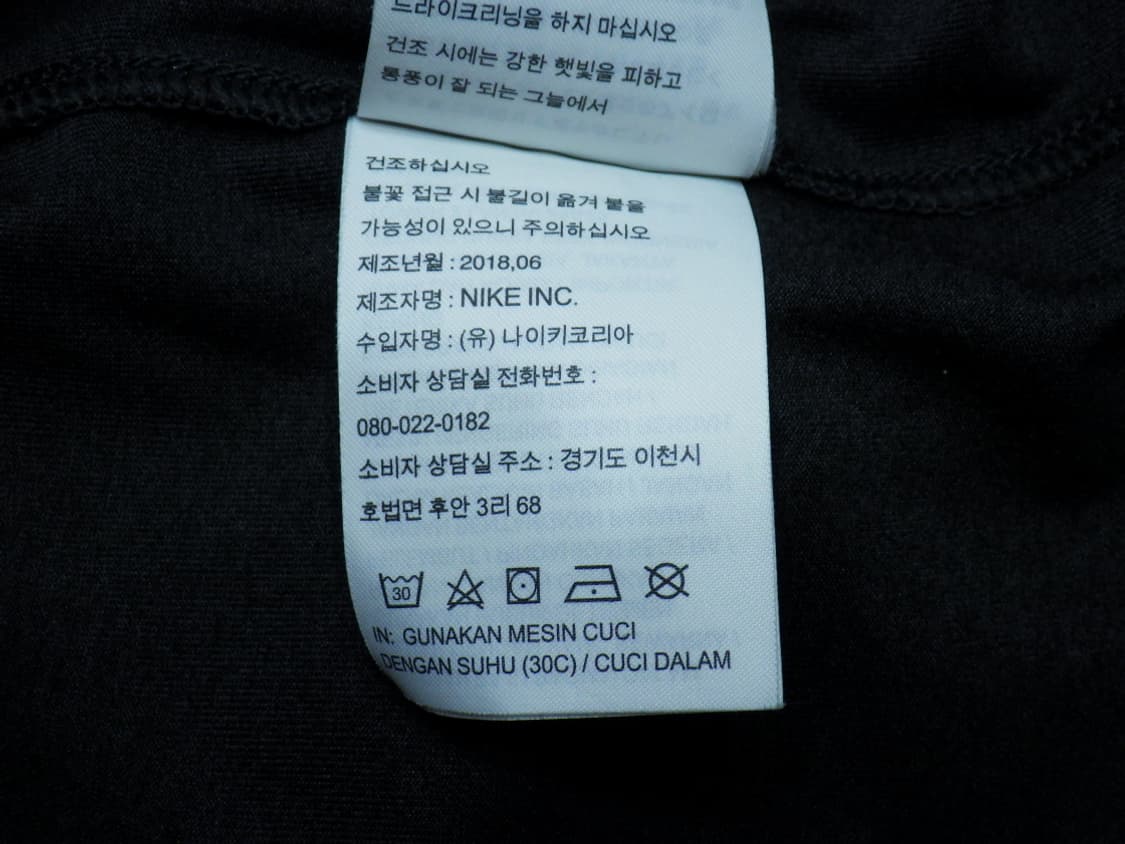 드라이크리닝을 하지 마십시오
건조 시에는 강한 햇빛을 피하고
통풍이 잘 되는 그늘에서
건조하십시오
불꽃 접근 시 불길이 옮겨 붙을
가능성이 있으니 주의하십시오
제조년월 : 2018,06
제조자명 : NIKE INC.
수입자명 : (유) 나이키코리아
소비자 상담실 전화번호 :
080-022-0182
소비자 상담실 주소 : 경기도 이천시
호법면 후안 3리 68
30
IN: GUNAKAN MESIN CUCI
DENGAN SUHU (30C) / CUCI DALAM